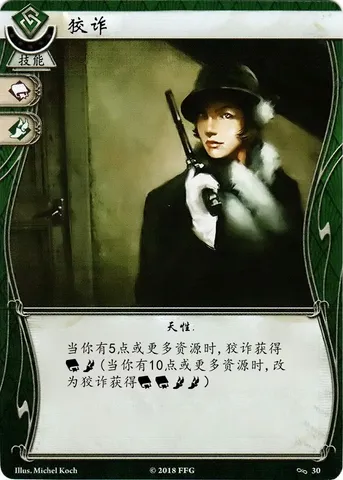 狡诈
技能
天性.
当你有5点或更多资源时,狡诈获得
(当你有10点或更多资源时,改
为狡诈获得)
Illus. Michel Koch
© 2018 FFG
30